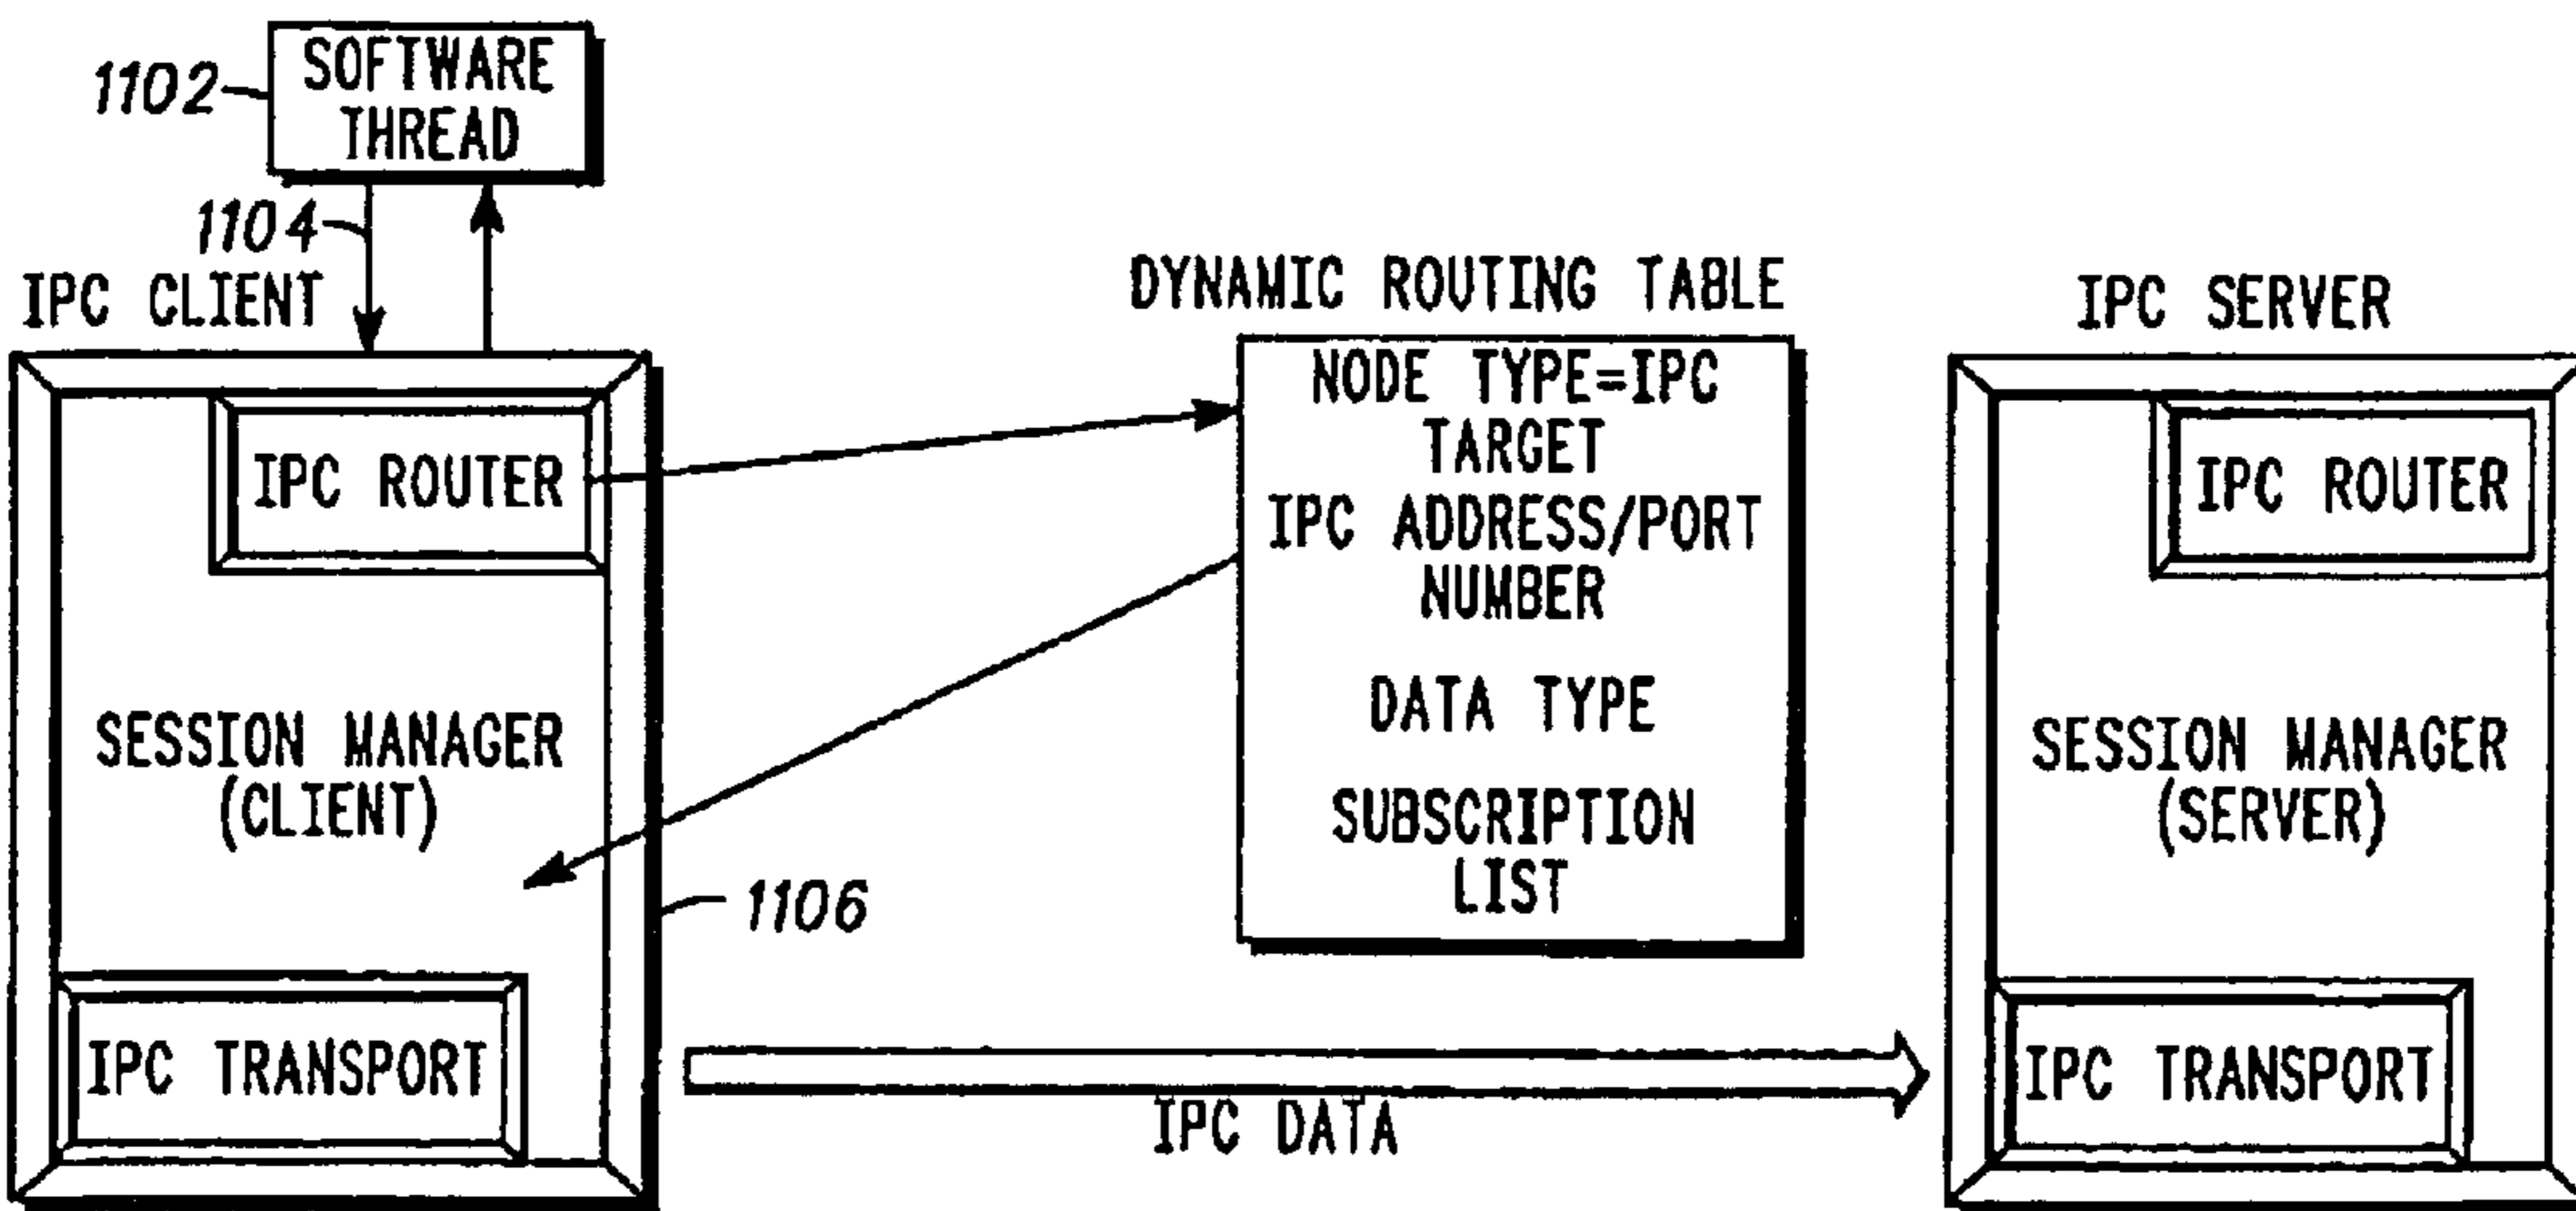 1102
SOFTWARE
THREAD
1104
IPC CLIENT
IPC ROUTER
SESSION MANAGER
(CLIENT)
1106
IPC TRANSPORT
DYNAMIC ROUTING TABLE
NODE TYPE=IPC
TARGET
IPC ADDRESS/PORT
NUMBER
DATA TYPE
SUBSCRIPTION
LIST
IPC DATA
IPC SERVER
IPC ROUTER
SESSION MANAGER
(SERVER)
IPC TRANSPORT